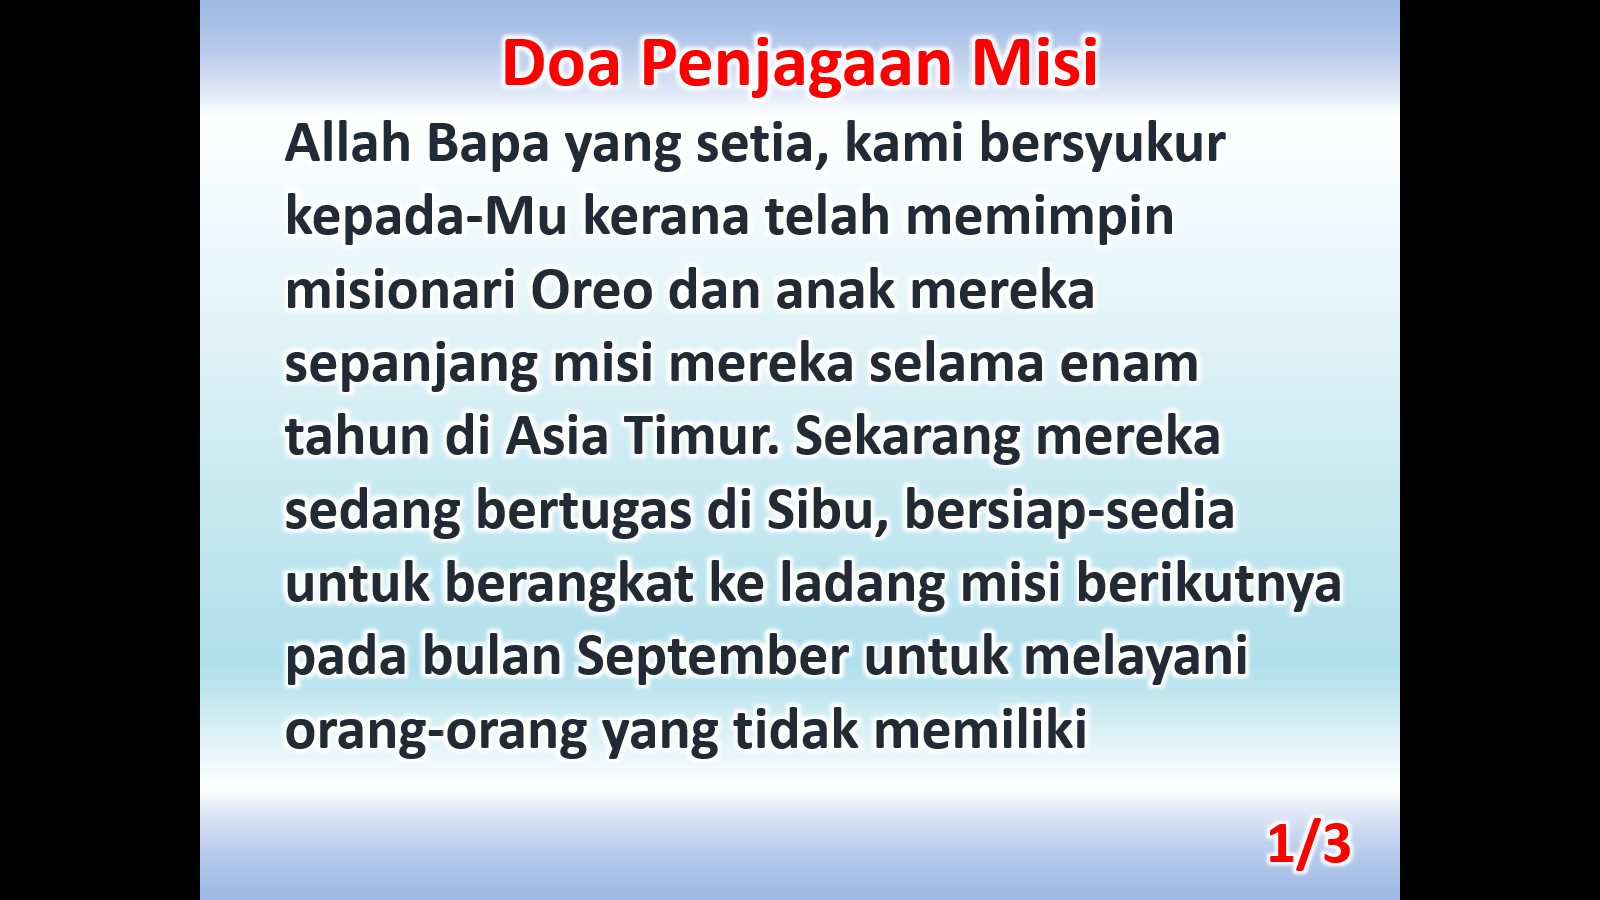 Doa Penjagaan Misi
Allah Bapa yang setia, kami bersyukur
kepada-Mu kerana telah memimpin
misionari Oreo dan anak mereka
sepanjang misi mereka selama enam
tahun di Asia Timur. Sekarang mereka
sedang bertugas di Sibu, bersiap-sedia
untuk berangkat ke ladang misi berikutnya
pada bulan September untuk melayani
orang-orang yang tidak memiliki
1/3